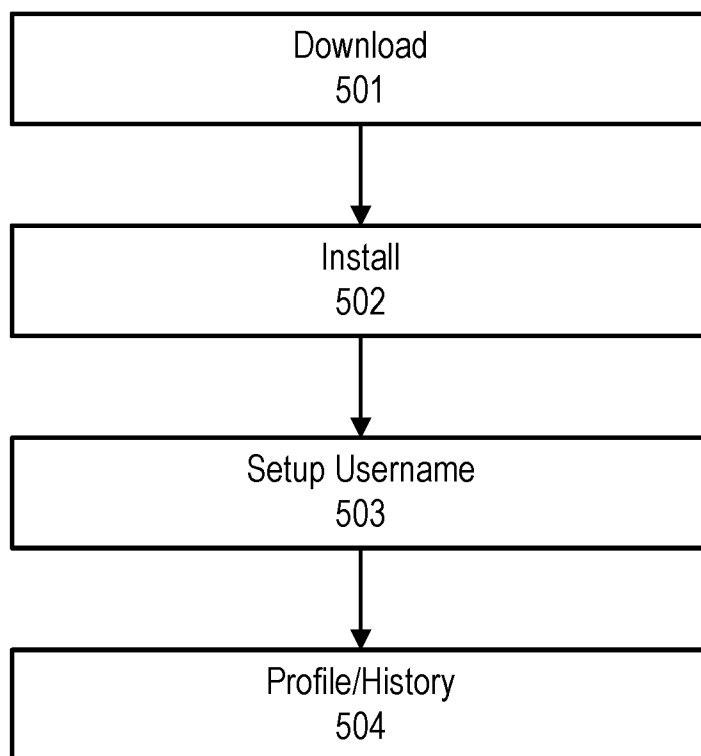 Download
501
Install
502
Setup Username
503
Profile/History
504